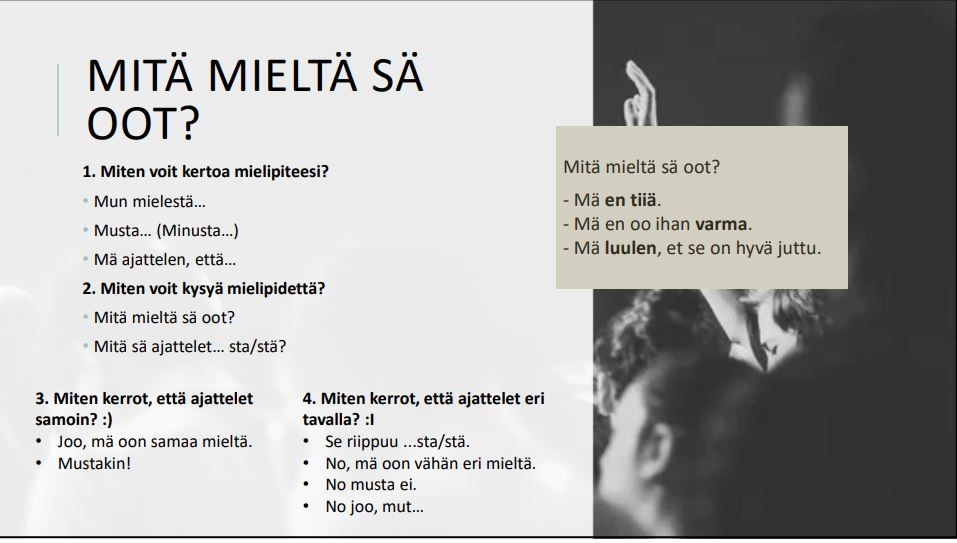 MITÄ MIELTÄ SÄ
OOT?
1. Miten voit kertoa mielipiteesi?
• Mun mielestä…
• Musta… (Minusta…)
• Mä ajattelen, että…
2. Miten voit kysyä mielipidettä?
• Mitä mieltä sä oot?
• Mitä sä ajattelet… sta/stä?
3. Miten kerrot, että ajattelet
samoin? :)
• Joo, mä oon samaa mieltä.
• Mustakin!
4. Miten kerrot, että ajattelet eri
tavalla? :I
• Se riippuu ...sta/stä.
• No, mä oon vähän eri mieltä.
• No musta ei.
• No joo, mut…
Mitä mieltä sä oot?
- Mä en tiiä.
- Mä en oo ihan varma.
- Mä luulen, et se on hyvä juttu.